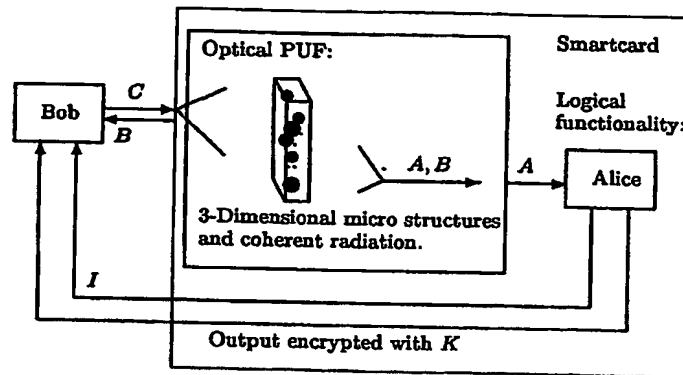 Optical PUF:
Smartcard
Bob
C
B
Logical
functionality:
A, B
A
Alice
3-Dimensional micro structures
and coherent radiation.
I
Output encrypted with K